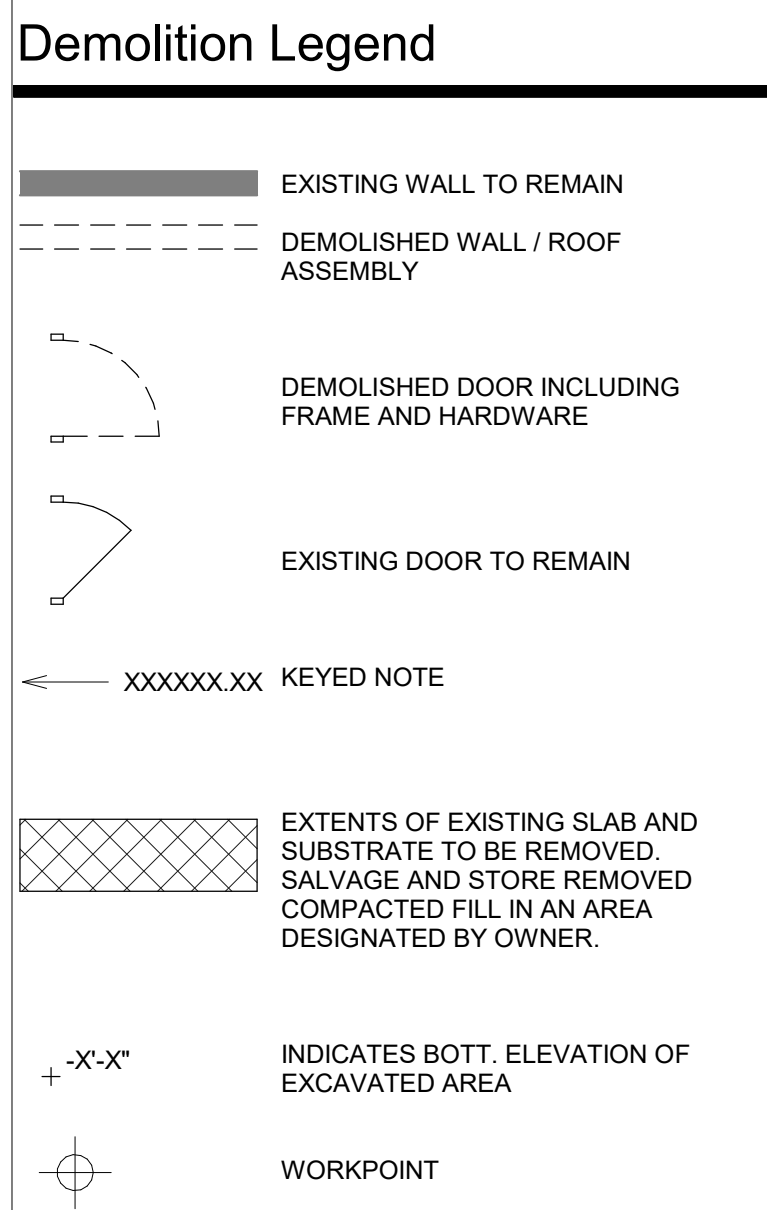 Demolition Legend
EXISTING WALL TO REMAIN
DEMOLISHED WALL / ROOF
ASSEMBLY
DEMOLISHED DOOR INCLUDING
FRAME AND HARDWARE
EXISTING DOOR TO REMAIN
XXXXXX.XX KEYED NOTE
EXTENTS OF EXISTING SLAB AND
SUBSTRATE TO BE REMOVED.
SALVAGE AND STORE REMOVED
COMPACTED FILL IN AN AREA
DESIGNATED BY OWNER.
-X'-X" INDICATES BOTT. ELEVATION OF
EXCAVATED AREA
WORKPOINT